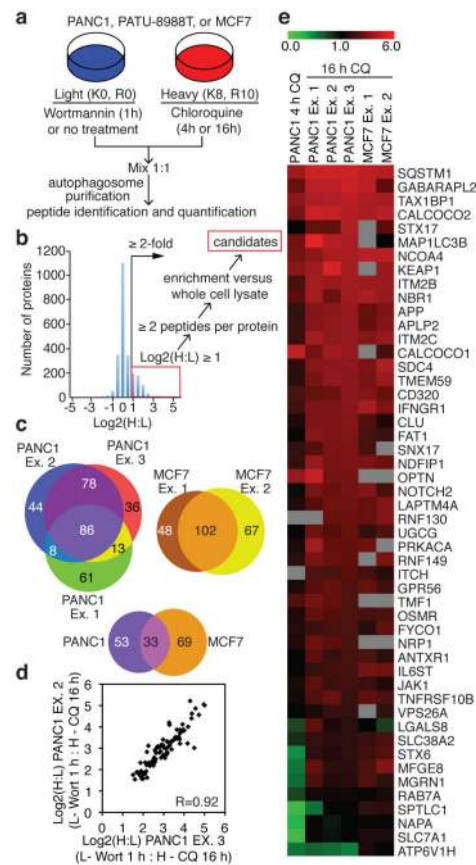 a
PANC1, PATU-8988T, or MCF7
Light (K0, R0)
Heavy (K8, R10)
Wortmannin (1h)
or no treatment
Chloroquine
(4h or 16h)
Mix 1:1
autophagosome
purification
peptide identification and quantification
b
Number of proteins
1200
1000
800
600
400
200
0
-5
-3
-1
0
1
3
5
Log2(H:L)
≥ 2-fold
candidates
enrichment versus
whole cell lysate
≥ 2 peptides per protein
Log2(H:L) ≥ 1
c
PANC1
Ex. 2
PANC1
Ex. 3
44
78
36
86
8
13
61
PANC1
Ex. 1
MCF7
Ex. 1
MCF7
Ex. 2
48
102
67
PANC1
53
33
69
MCF7
d
Log2(H:L) PANC1 EX. 2
(L- Wort 1 h : H - CQ 16 h)
6
5
4
3
2
1
0
0 1 2 3 4 5 6
R=0.92
Log2(H:L) PANC1 EX. 3
(L- Wort 1 h : H - CQ 16 h)
e
0.0
1.0
6.0
16 h CQ
PANC1 4 h CQ
PANC1 Ex. 1
PANC1 Ex. 2
PANC1 Ex. 3
MCF7 Ex. 1
MCF7 Ex. 2
SQSTM1
GABARAPL2
TAX1BP1
CALCOCO2
STX17
MAP1LC3B
NCOA4
KEAP1
ITM2B
NBR1
APP
APLP2
ITM2C
CALCOCO1
SDC4
TMEM59
CD320
IFNGR1
CLU
FAT1
SNX17
NDFIP1
OPTN
NOTCH2
LAPTM4A
RNF130
UGCG
PRKACA
RNF149
ITCH
GPR56
TMF1
OSMR
FYCO1
NRP1
ANTXR1
IL6ST
JAK1
TNFRSF10B
VPS26A
LGALS8
SLC38A2
STX6
MFGE8
MGRN1
RAB7A
SPTLC1
NAPA
SLC7A1
ATP6V1H